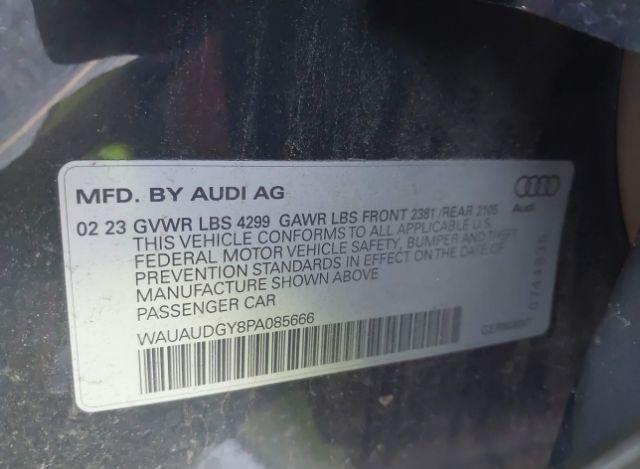 MFD. BY AUDI AG
02 23 GVWR LBS 4299 GAWR LBS FRONT 2381 /REAR 2105
THIS VEHICLE CONFORMS TO ALL APPLICABLE U.S.
FEDERAL MOTOR VEHICLE SAFETY, BUMPER AND THEFT
PREVENTION STANDARDS IN EFFECT ON THE DATE OF
MANUFACTURE SHOWN ABOVE
PASSENGER CAR
WAUAUDGY8PA085666
Audi
GERMANY